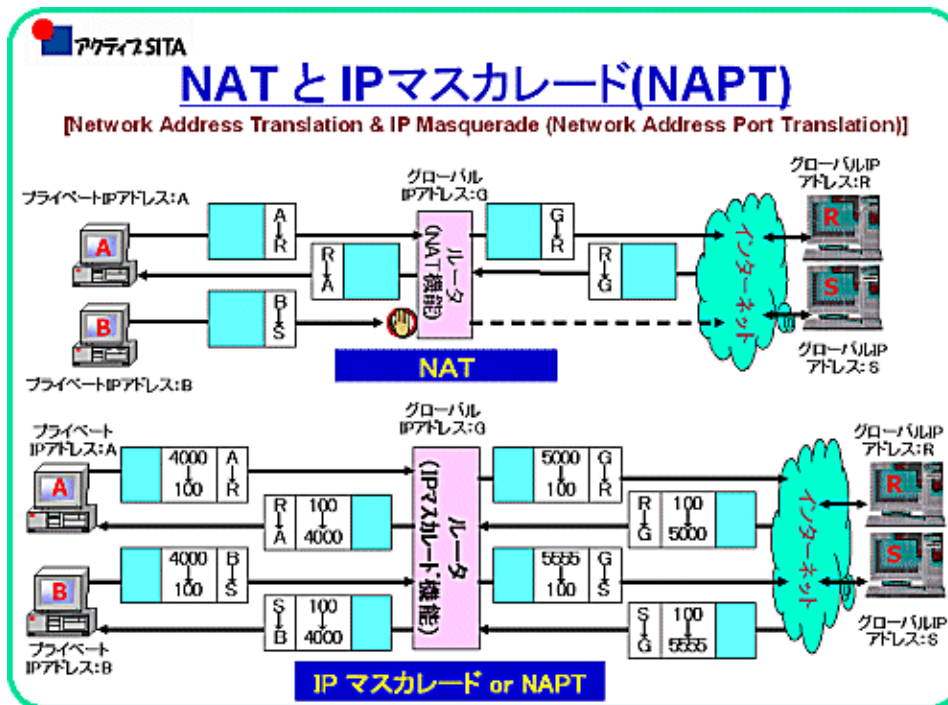 アクティブSITA
NAT と IPマスカレード(NAPT)
[Network Address Translation & IP Masquerade (Network Address Port Translation)]
プライベートIPアドレス:A
グローバル
IPアドレス:G
グローバルIP
アドレス:R
A
A→R
R→A
ルータ
(NAT機能)
G→R
R→G
インターネット
R
S
B
B→S
プライベートIPアドレス:B
NAT
グローバルIP
アドレス:S
プライベート
IPアドレス:A
グローバル
IPアドレス:G
グローバルIP
アドレス:R
A
4000→100 A→R
R→A 100→4000
ルータ
(IPマスカレード機能)
5000→100 G→R
R→G 100→5000
インターネット
R
B
4000→100 B→S
S→B 100→4000
5555→100 G→S
S→G 100→5555
S
プライベート
IPアドレス:B
グローバルIP
アドレス:S
IP マスカレード or NAPT